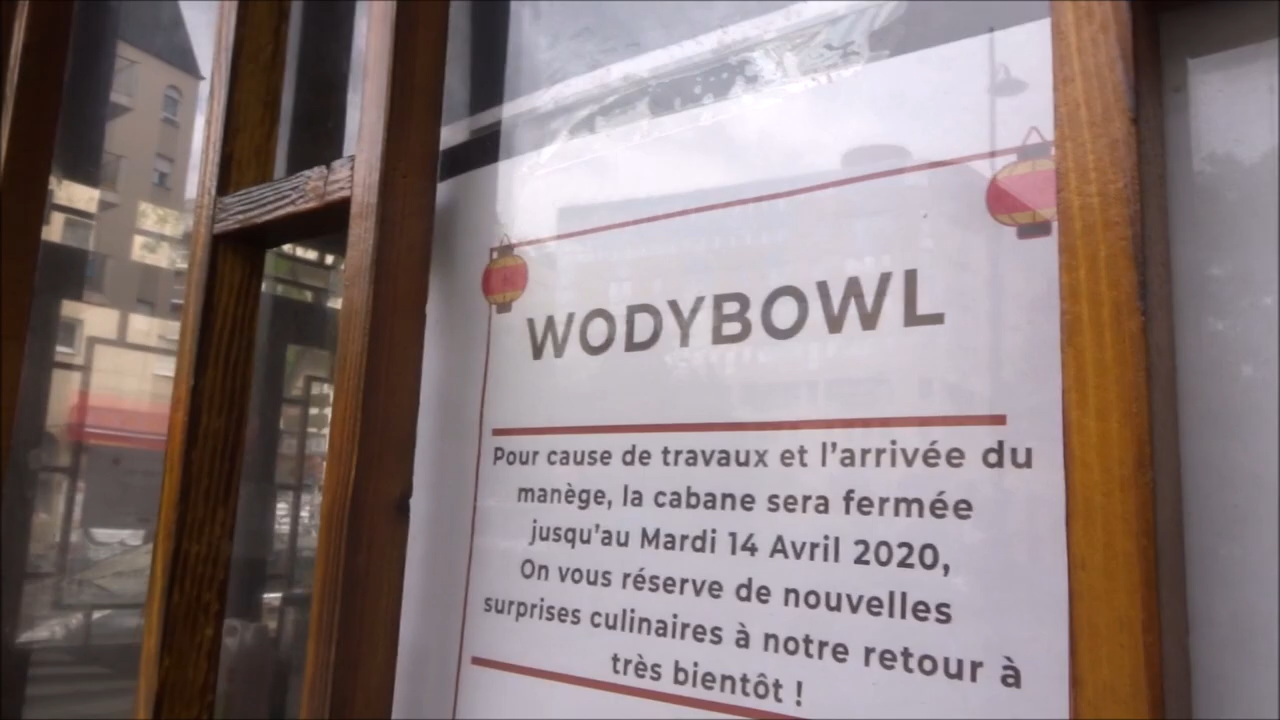 WODYBOWL
Pour cause de travaux et l'arrivée du
manège, la cabane sera fermée
jusqu'au Mardi 14 Avril 2020,
On vous réserve de nouvelles
surprises culinaires à notre retour à
très bientôt !